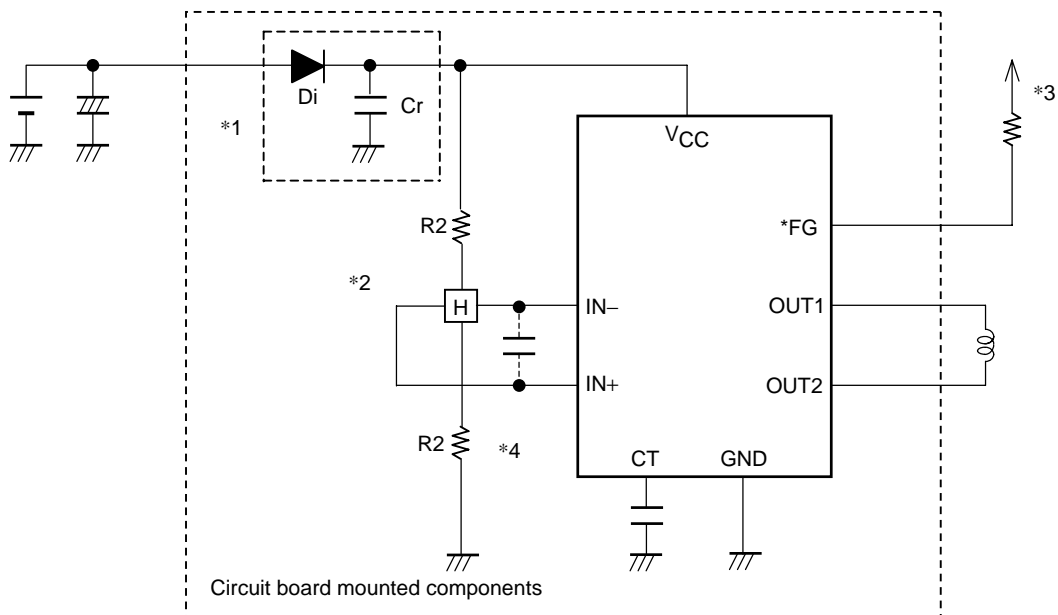 Di
Cr
*1
*3
VCC
R2
*FG
*2
H
IN−
OUT1
IN+
OUT2
R2
*4
CT
GND
Circuit board mounted components